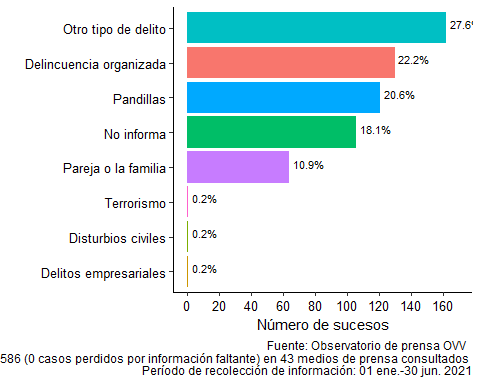 Otro tipo de delito
27.6
Delincuencia organizada
22.2%
Pandillas
20.6%
No informa
18.1%
Pareja o la familia
10.9%
Terrorismo
0.2%
Disturbios civiles
0.2%
Delitos empresariales
0.2%
0 20 40 60 80 100 120 140 160
Número de sucesos
Fuente: Observatorio de prensa OVV
586 (0 casos perdidos por información faltante) en 43 medios de prensa consultados
Período de recolección de información: 01 ene.-30 jun. 2021